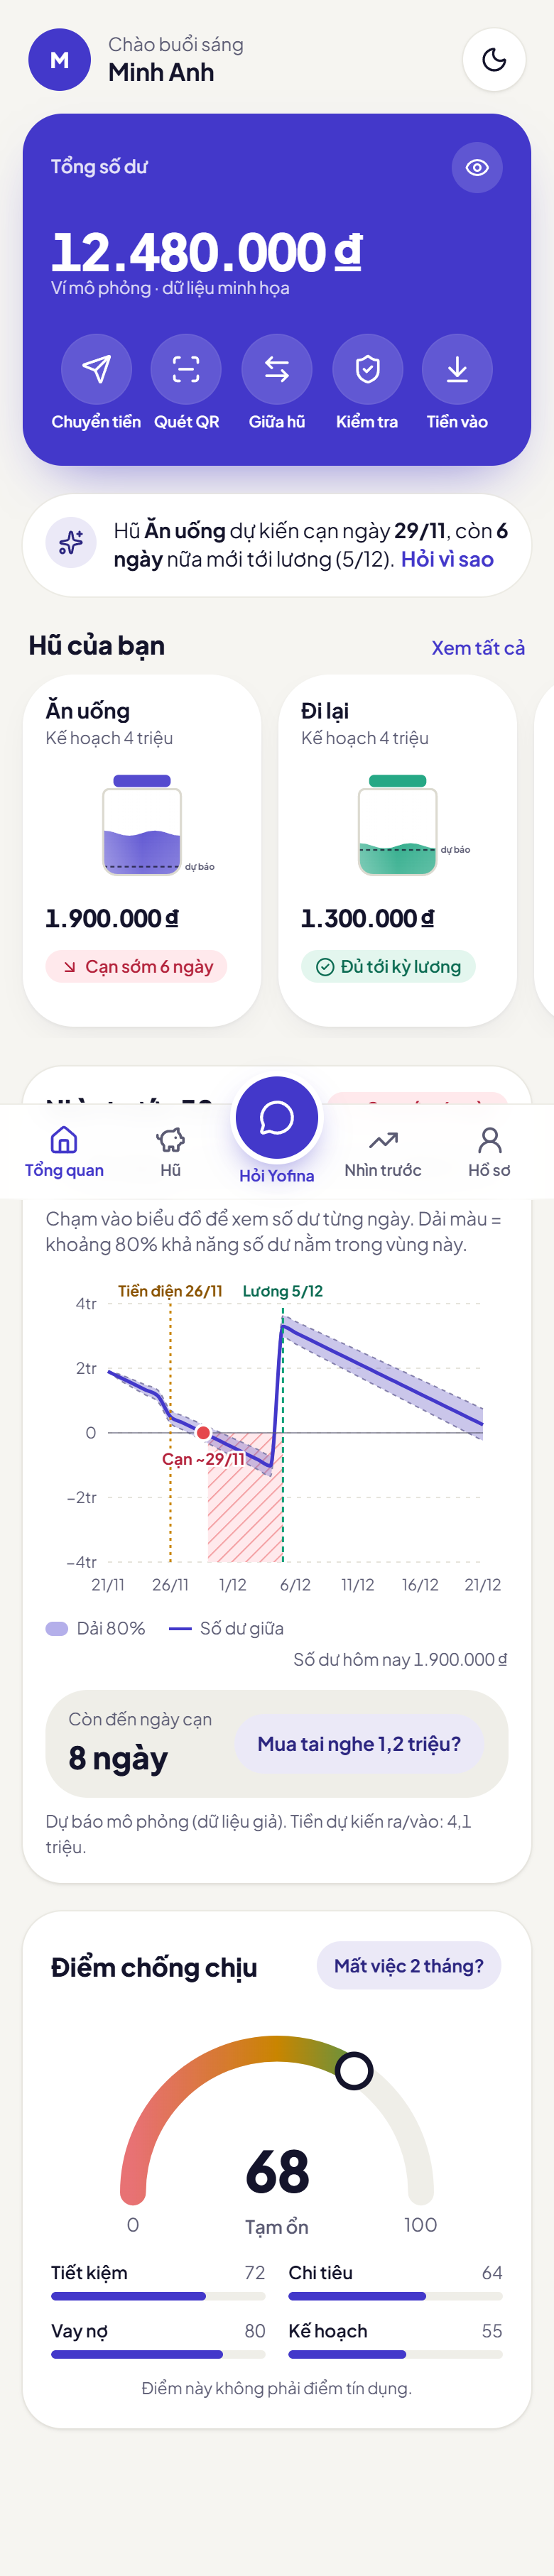 M
Chào buổi sáng
Minh Anh
Tổng số dư
12.480.000 ₫
Ví mô phỏng · dữ liệu minh họa
Chuyển tiền Quét QR Giữa hũ Kiểm tra Tiền vào
Hũ Ăn uống dự kiến cạn ngày 29/11, còn 6
ngày nữa mới tới lương (5/12). Hỏi vì sao
Hũ của bạn
Xem tất cả
Ăn uống
Kế hoạch 4 triệu
dự báo
1.900.000 ₫
Cạn sớm 6 ngày
Đi lại
Kế hoạch 4 triệu
dự báo
1.300.000 ₫
Đủ tới kỳ lương
Tổng quan Hũ Hỏi Yofina Nhìn trước Hồ sơ
Chạm vào biểu đồ để xem số dư từng ngày. Dải màu =
khoảng 80% khả năng số dư nằm trong vùng này.
Tiền điện 26/11 Lương 5/12
4tr
2tr
0
Cạn ~29/11
−2tr
−4tr
21/11 26/11 1/12 6/12 11/12 16/12 21/12
Dải 80% Số dư giữa
Số dư hôm nay 1.900.000 ₫
Còn đến ngày cạn
8 ngày
Mua tai nghe 1,2 triệu?
Dự báo mô phỏng (dữ liệu giả). Tiền dự kiến ra/vào: 4,1
triệu.
Điểm chống chịu
Mất việc 2 tháng?
68
0 Tạm ổn 100
Tiết kiệm 72 Chi tiêu 64
Vay nợ 80 Kế hoạch 55
Điểm này không phải điểm tín dụng.